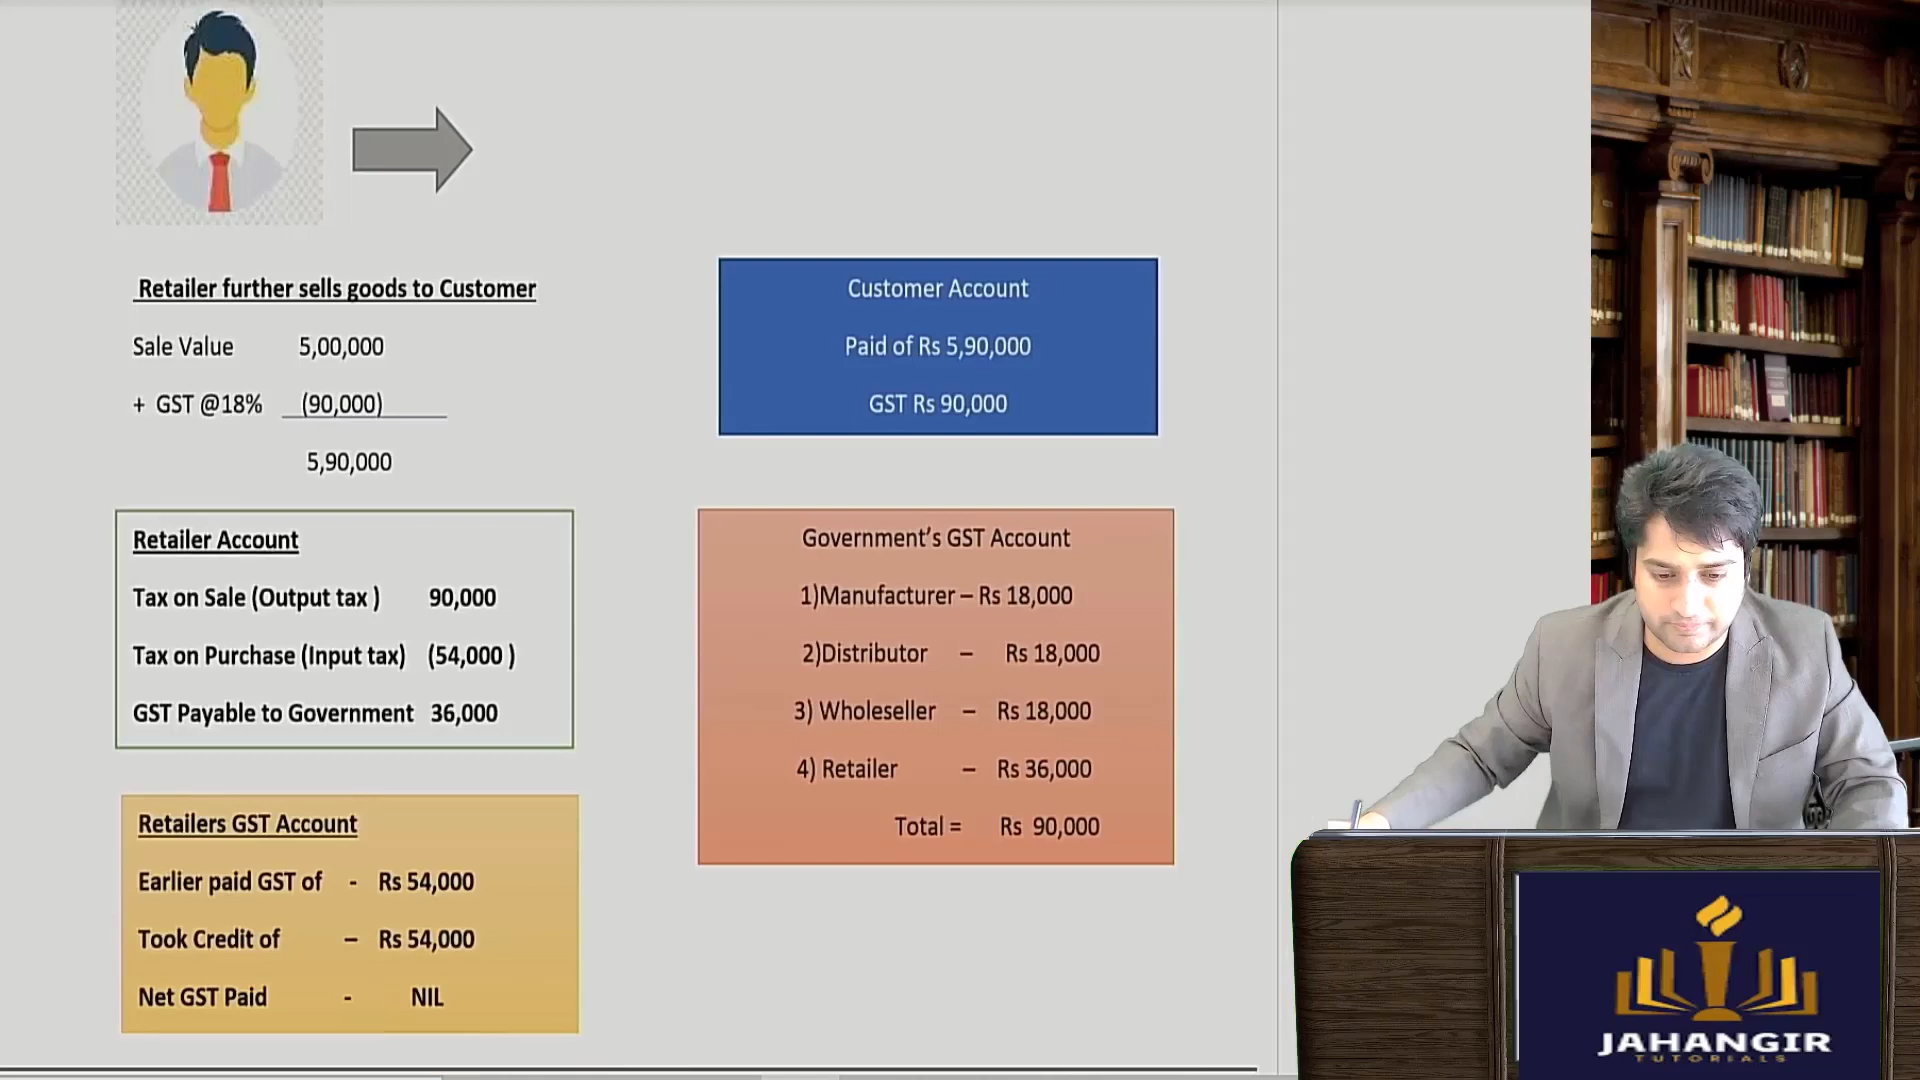 Retailer further sells goods to Customer
Sale Value 5,00,000
+ GST @18% (90,000)
5,90,000
Customer Account
Paid of Rs 5,90,000
GST Rs 90,000
Retailer Account
Tax on Sale (Output tax ) 90,000
Tax on Purchase (Input tax) (54,000 )
GST Payable to Government 36,000
Government’s GST Account
1)Manufacturer – Rs 18,000
2)Distributor – Rs 18,000
3) Wholeseller – Rs 18,000
4) Retailer – Rs 36,000
Total = Rs 90,000
Retailers GST Account
Earlier paid GST of - Rs 54,000
Took Credit of – Rs 54,000
Net GST Paid - NIL
JAHANGIR
TUTORIALS